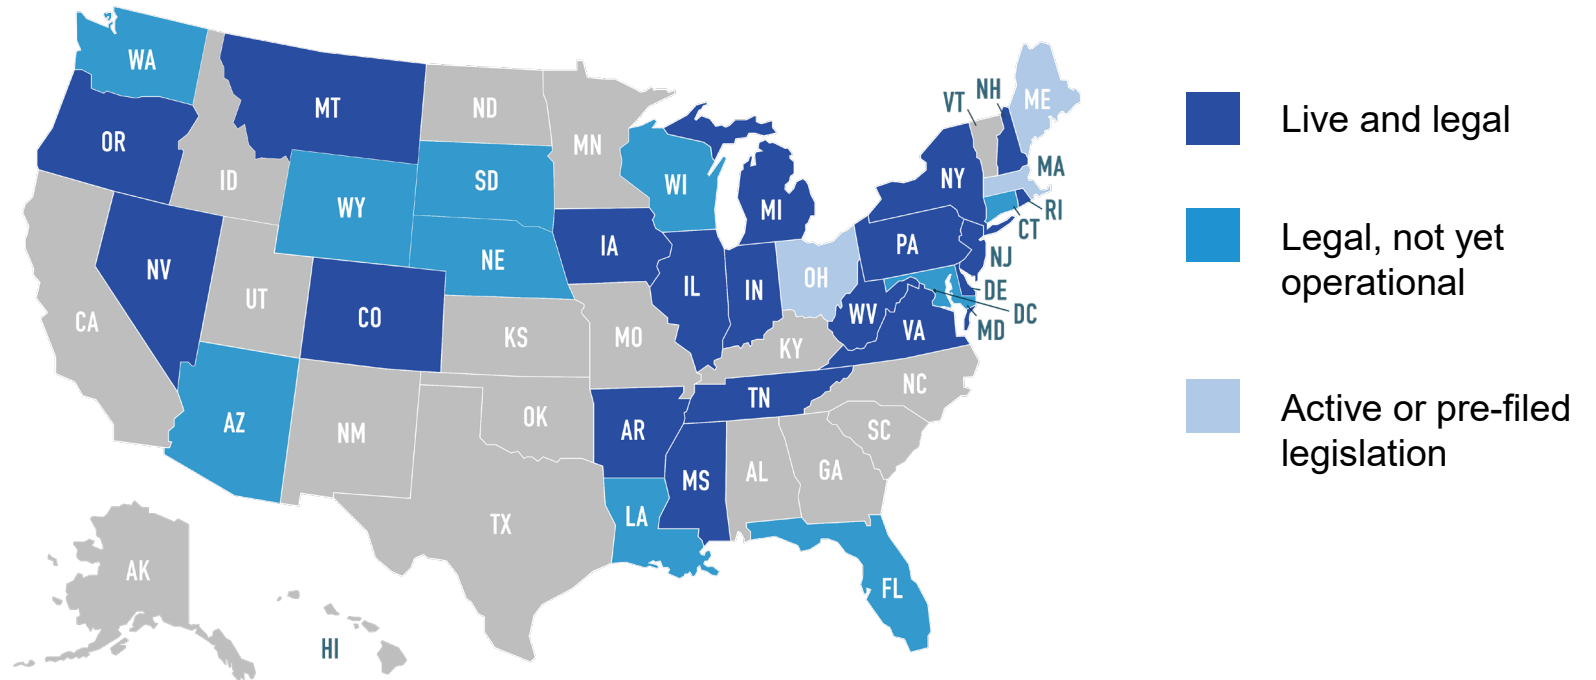 WA
MT
ND
MN
OR
ID
SD
WI
WY
MI
NY
VT
NH
ME
MA
RI
CT
IA
NE
PA
NJ
NV
UT
CO
IL
IN
OH
DE
DC
MD
WV
VA
CA
KS
MO
KY
NC
TN
AZ
NM
OK
AR
SC
MS
AL
GA
TX
LA
FL
AK
HI
Live and legal
Legal, not yet
operational
Active or pre-filed
legislation